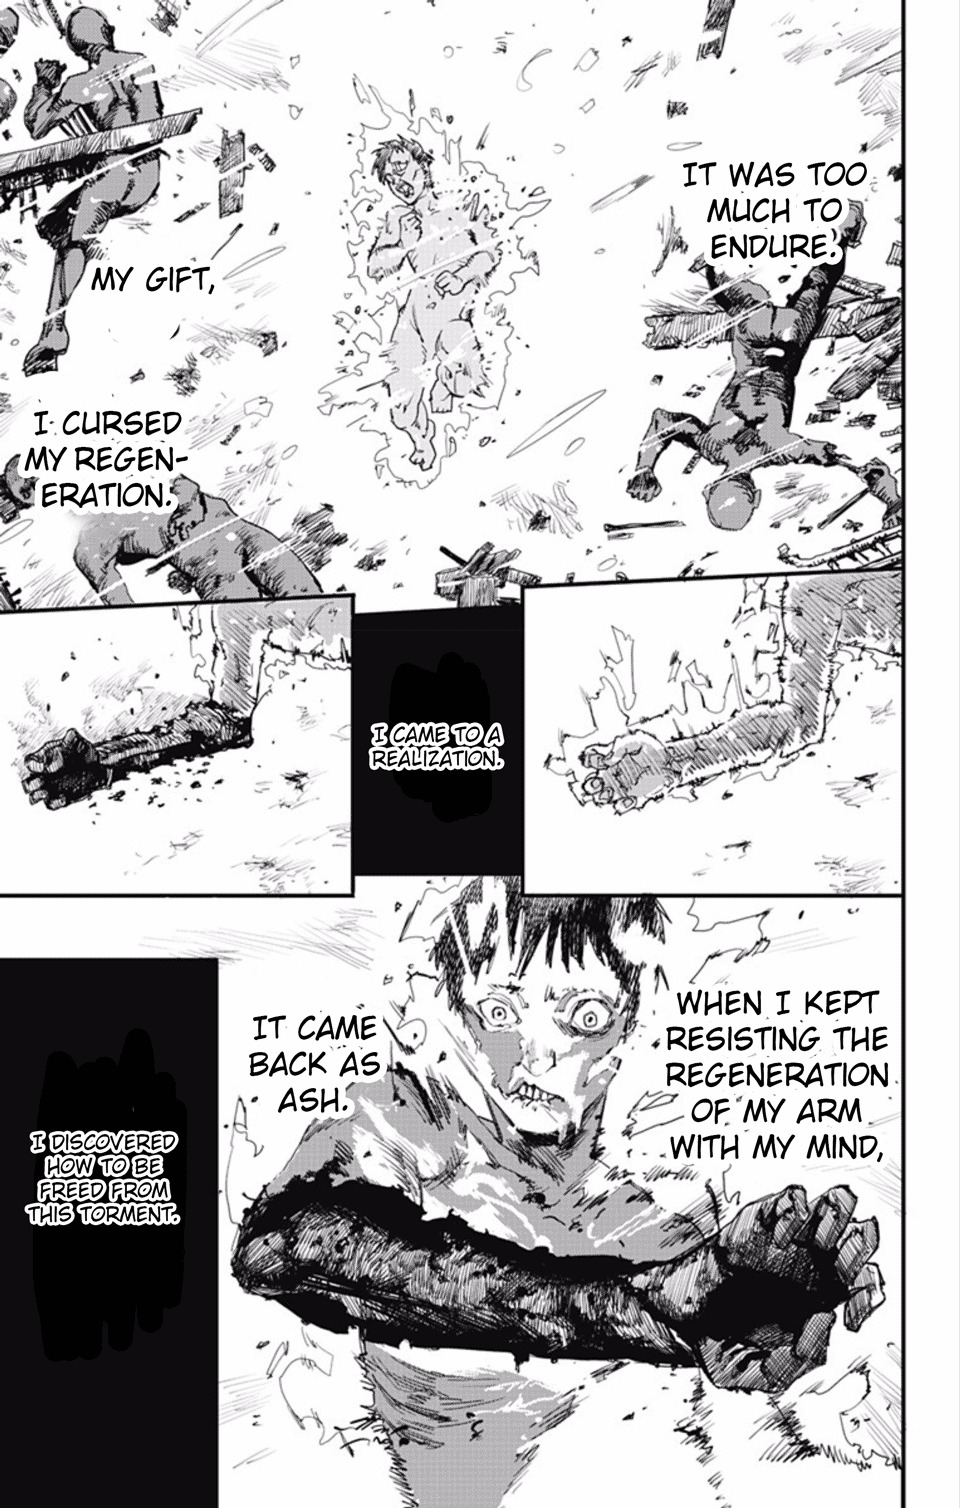 IT WAS TOO
MUCH TO
ENDURE.
MY GIFT,
I CURSED
MY REGEN-
ERATION.
I CAME TO A
REALIZATION.
WHEN I KEPT
RESISTING THE
REGENERATION
OF MY ARM
WITH MY MIND,
IT CAME
BACK AS
ASH.
I DISCOVERED
HOW TO BE
FREED FROM
THIS TORMENT.